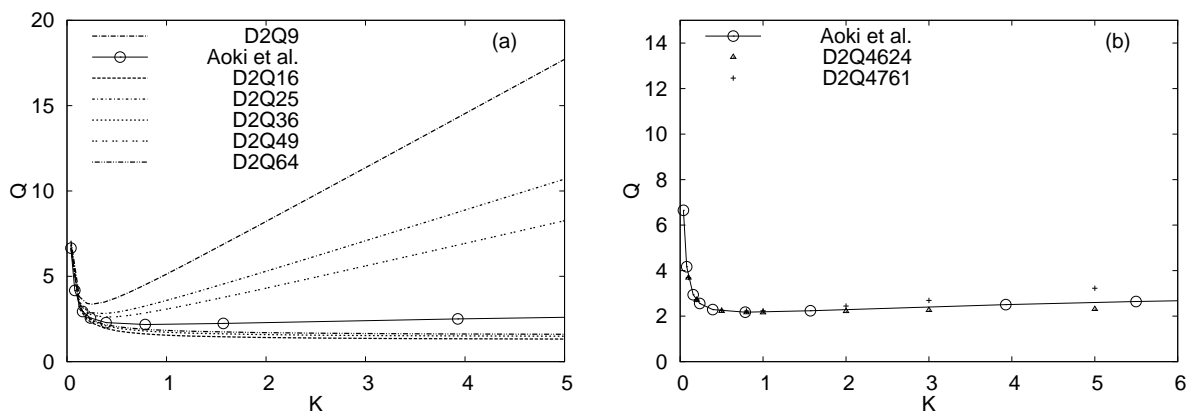 20
15
10
5
0
Q
0 1 2 3 4 5
K
(a)
D2Q9
Aoki et al.
D2Q16
D2Q25
D2Q36
D2Q49
D2Q64
14
12
10
8
6
4
2
0
Q
0 1 2 3 4 5 6
K
(b)
Aoki et al.
D2Q4624
D2Q4761